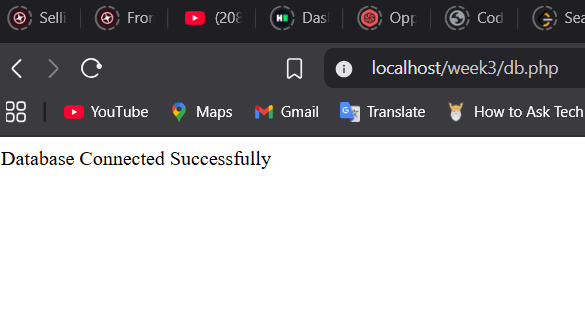 Selli
Fror
(208
Das
Opp
Cod
Sea
localhost/week3/db.php
YouTube
Maps
Gmail
Translate
How to Ask Tech
Database Connected Successfully